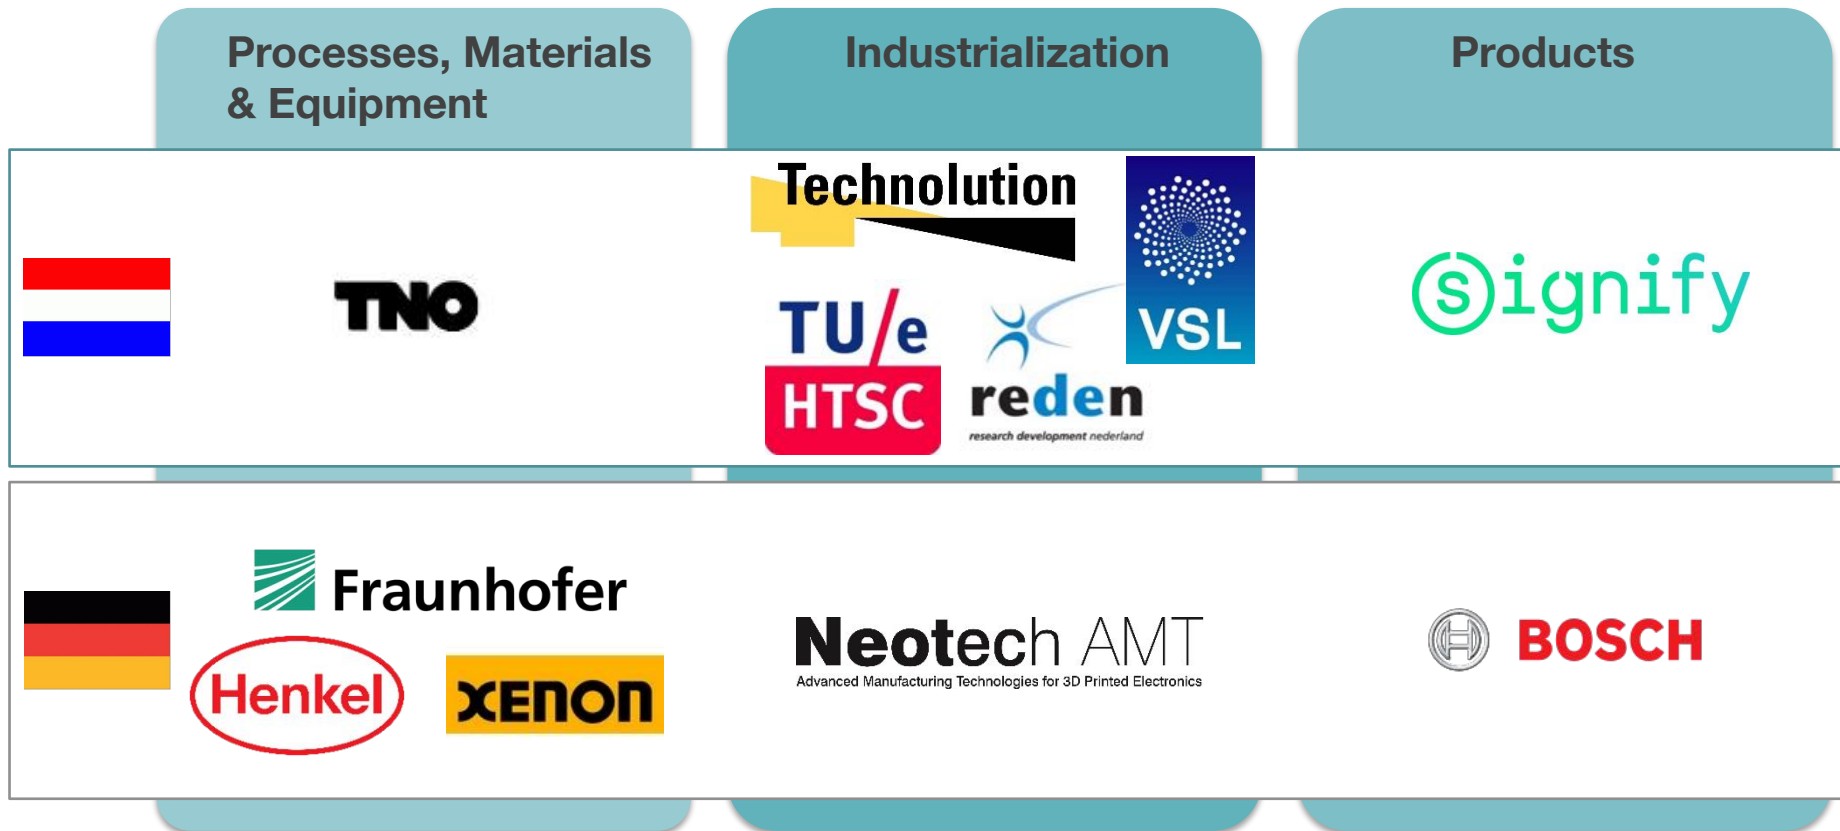 Processes, Materials
& Equipment
Industrialization
Products
TNO
Technolution
VSL
TU/e
HTSC
reden
research development nederland
signify
Fraunhofer
Henkel
XENON
Neotech AMT
Advanced Manufacturing Technologies for 3D Printed Electronics
BOSCH